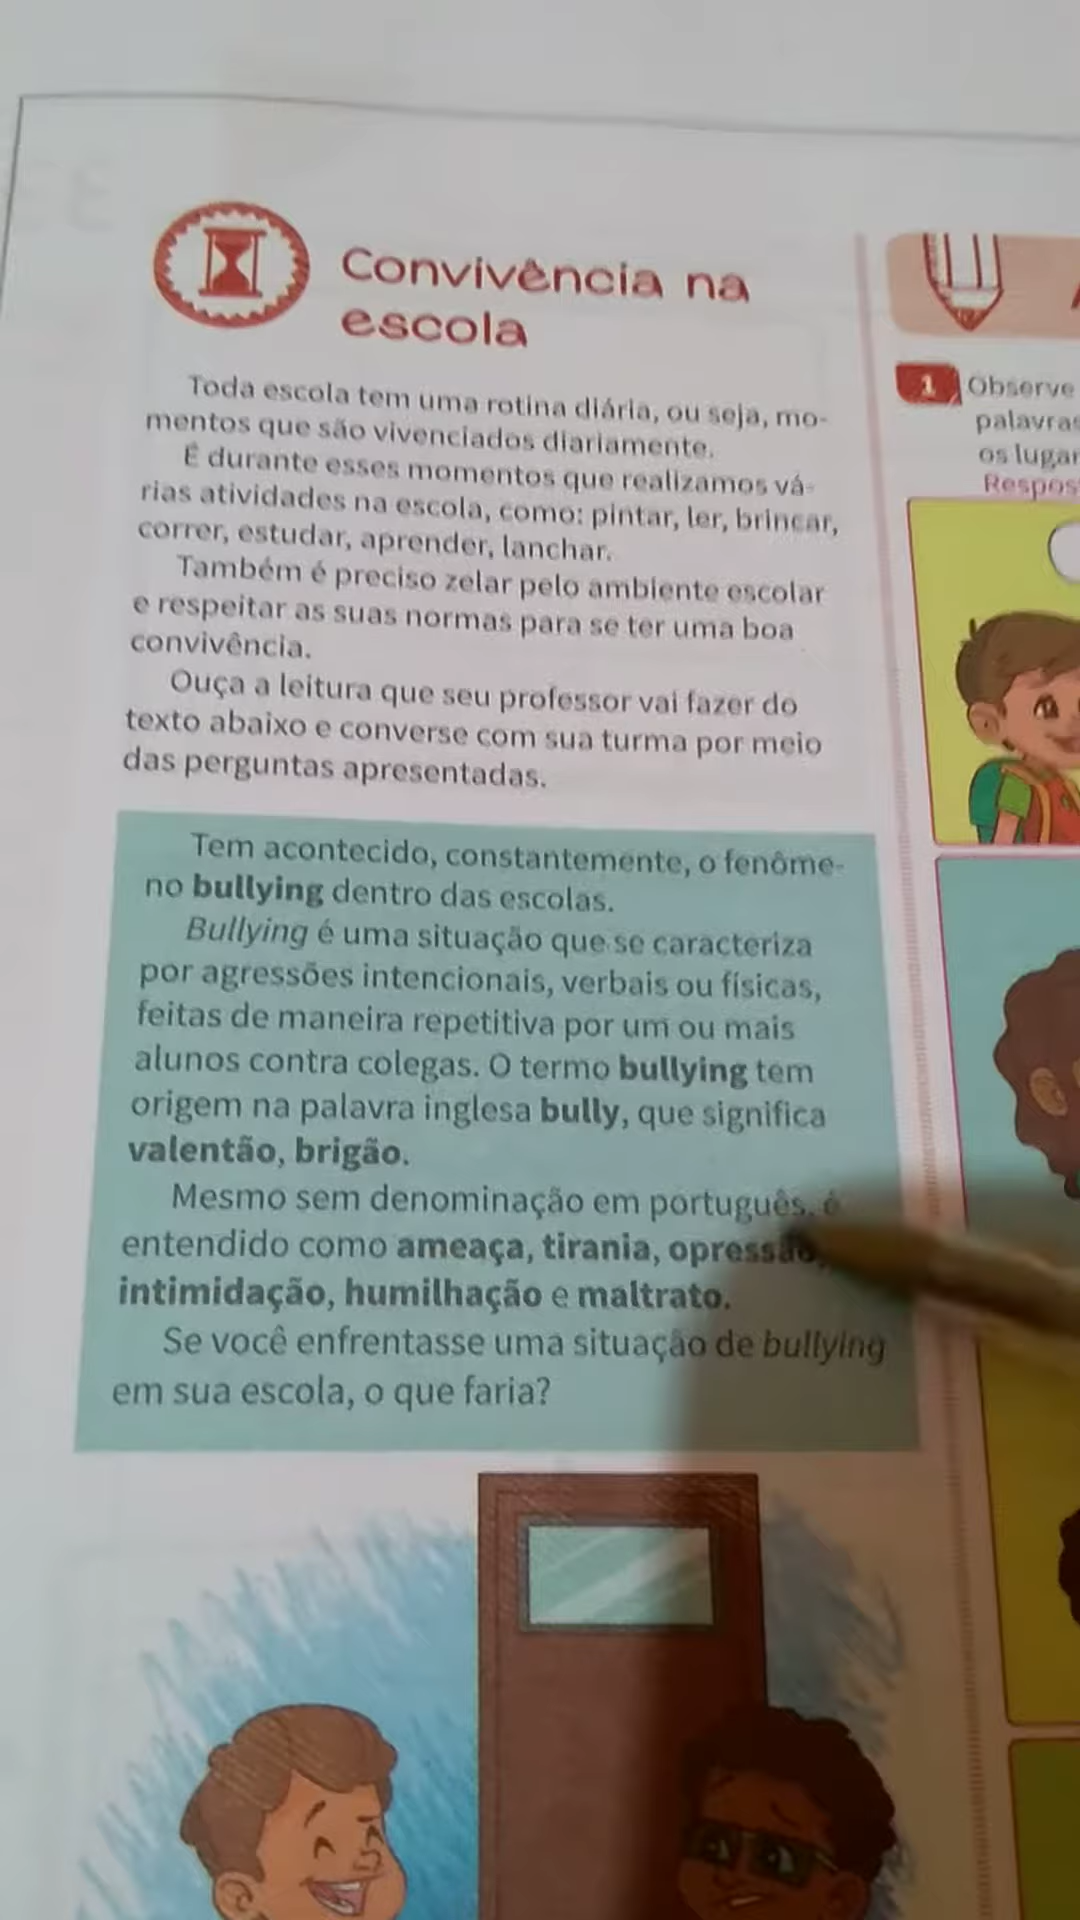 Convivência na
escola
Toda escola tem uma rotina diária, ou seja, mo-
mentos que são vivenciados diariamente.
É durante esses momentos que realizamos vá-
rias atividades na escola, como: pintar, ler, brincar,
correr, estudar, aprender, lanchar.
Também é preciso zelar pelo ambiente escolar
e respeitar as suas normas para se ter uma boa
convivência.
Ouça a leitura que seu professor vai fazer do
texto abaixo e converse com sua turma por meio
das perguntas apresentadas.
Tem acontecido, constantemente, o fenôme-
no bullying dentro das escolas.
Bullying é uma situação que se caracteriza
por agressões intencionais, verbais ou físicas,
feitas de maneira repetitiva por um ou mais
alunos contra colegas. O termo bullying tem
origem na palavra inglesa bully, que significa
valentão, brigão.
Mesmo sem denominação em português, é
entendido como ameaça, tirania, opressão,
intimidação, humilhação e maltrato.
Se você enfrentasse uma situação de bullying
em sua escola, o que faria?
1 Observe
palavras
os lugar
Respos